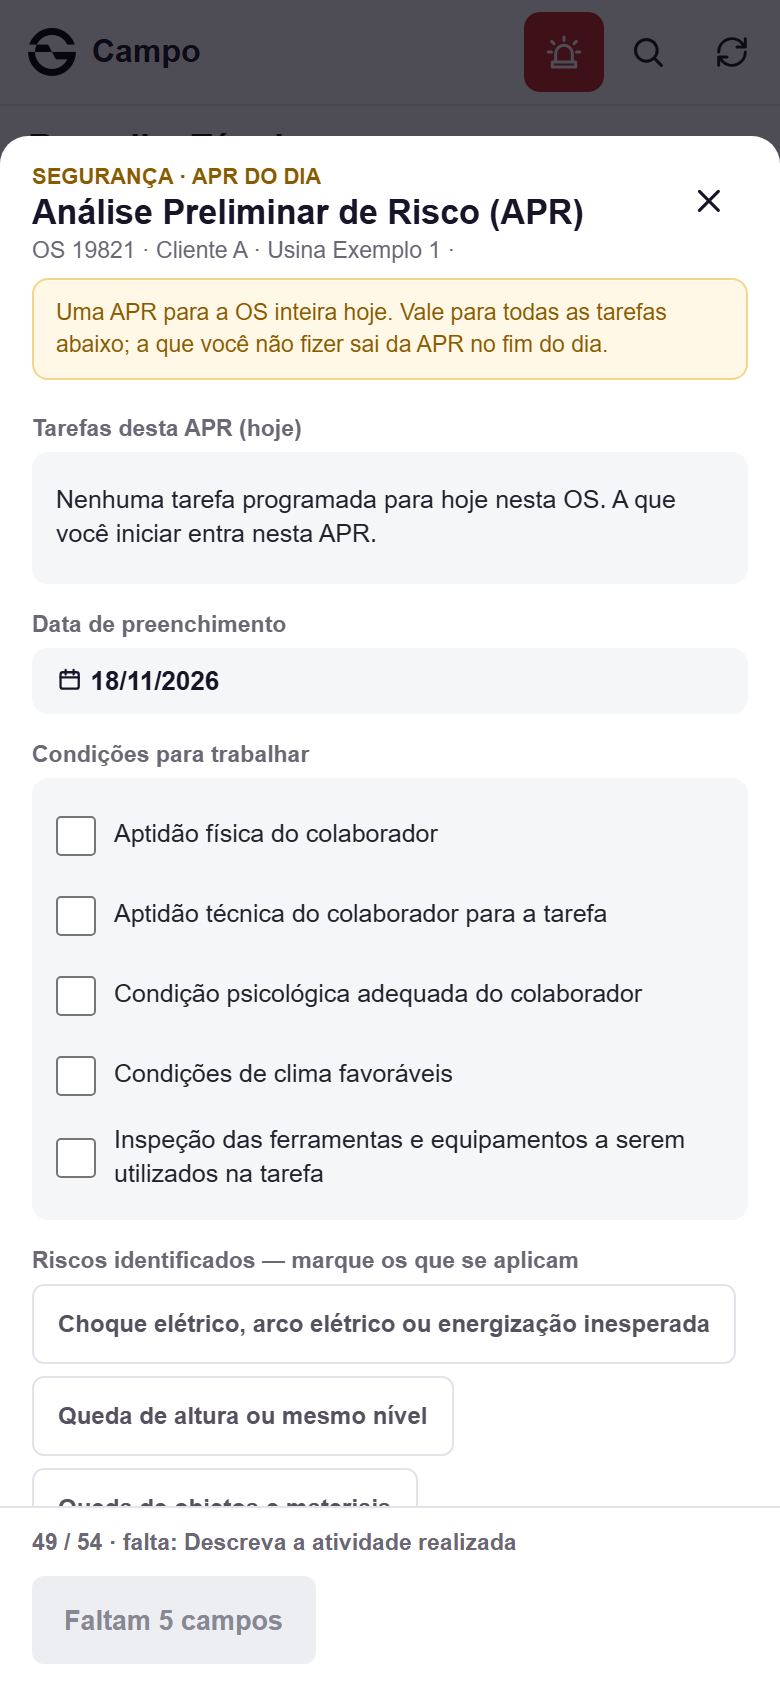 Campo
SEGURANÇA · APR DO DIA
Análise Preliminar de Risco (APR)
OS 19821 · Cliente A · Usina Exemplo 1 ·
Uma APR para a OS inteira hoje. Vale para todas as tarefas
abaixo; a que você não fizer sai da APR no fim do dia.
Tarefas desta APR (hoje)
Nenhuma tarefa programada para hoje nesta OS. A que
você iniciar entra nesta APR.
Data de preenchimento
18/11/2026
Condições para trabalhar
Aptidão física do colaborador
Aptidão técnica do colaborador para a tarefa
Condição psicológica adequada do colaborador
Condições de clima favoráveis
Inspeção das ferramentas e equipamentos a serem
utilizados na tarefa
Riscos identificados — marque os que se aplicam
Choque elétrico, arco elétrico ou energização inesperada
Queda de altura ou mesmo nível
Queda de objetos e materiais
49 / 54 · falta: Descreva a atividade realizada
Faltam 5 campos